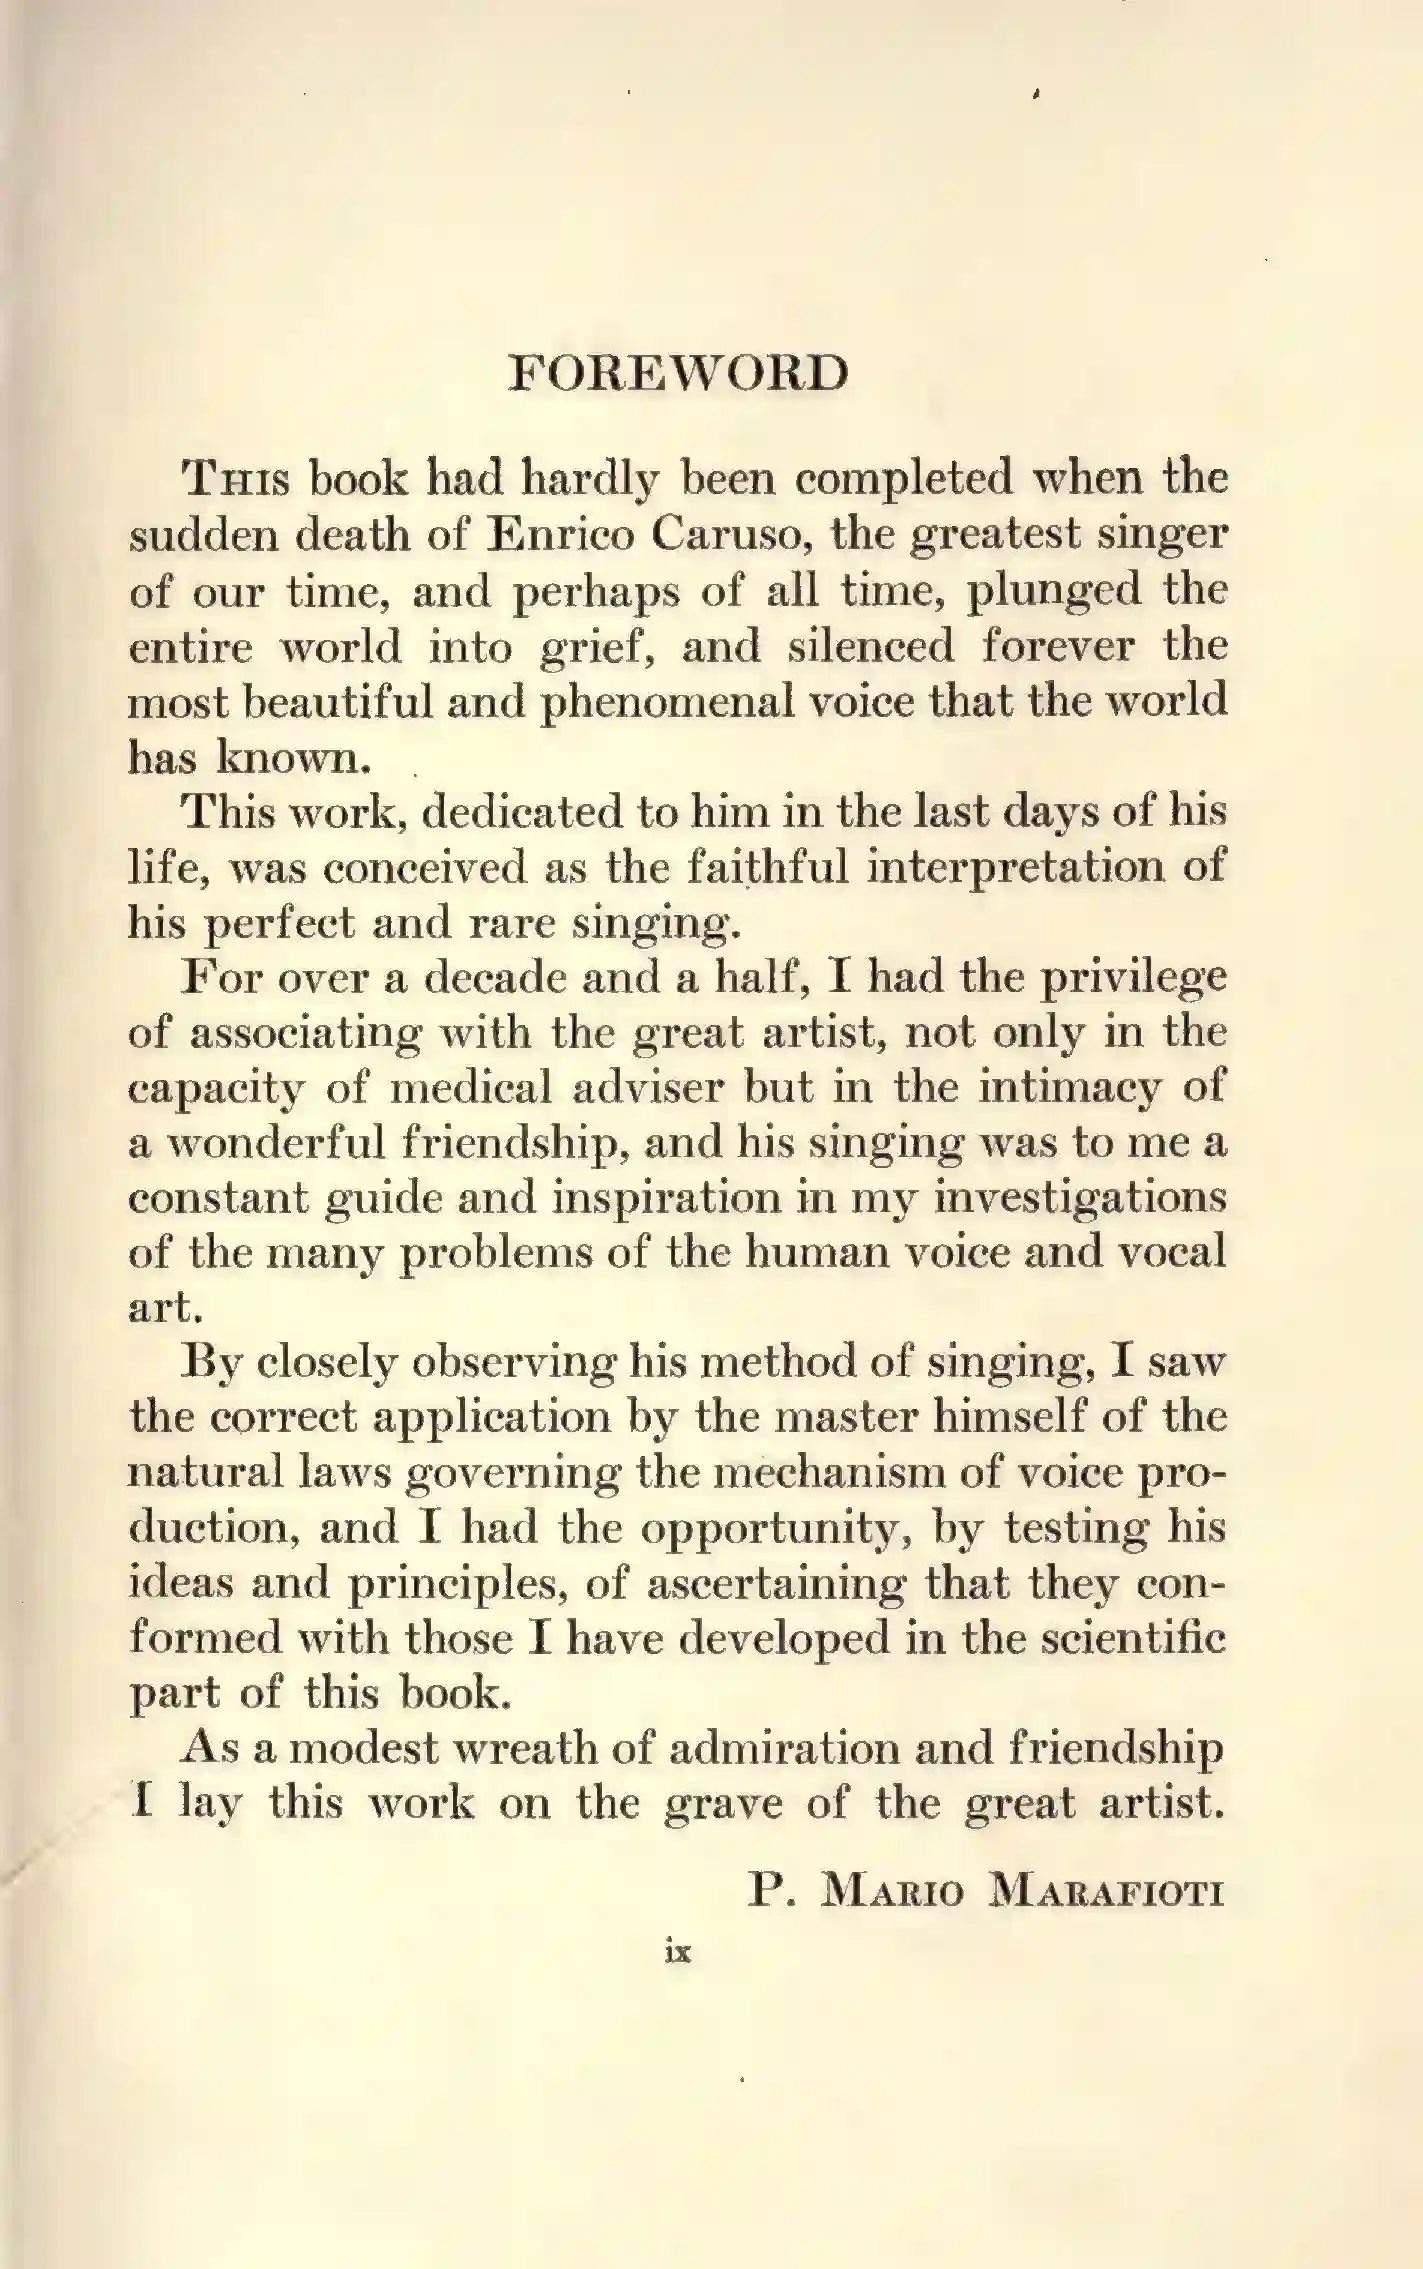 FOREWORD
This book had hardly been completed when the
sudden death of Enrico Caruso, the greatest singer
of our time, and perhaps of all time, plunged the
entire world into grief, and silenced forever the
most beautiful and phenomenal voice that the world
has known.
This work, dedicated to him in the last days of his
life, was conceived as the faithful interpretation of
his perfect and rare singing.
For over a decade and a half, I had the privilege
of associating with the great artist, not only in the
capacity of medical adviser but in the intimacy of
a wonderful friendship, and his singing was to me a
constant guide and inspiration in my investigations
of the many problems of the human voice and vocal
art.
By closely observing his method of singing, I saw
the correct application by the master himself of the
natural laws governing the mechanism of voice pro-
duction, and I had the opportunity, by testing his
ideas and principles, of ascertaining that they con-
formed with those I have developed in the scientific
part of this book.
As a modest wreath of admiration and friendship
I lay this work on the grave of the great artist.
P. Mario Marafioti
ix